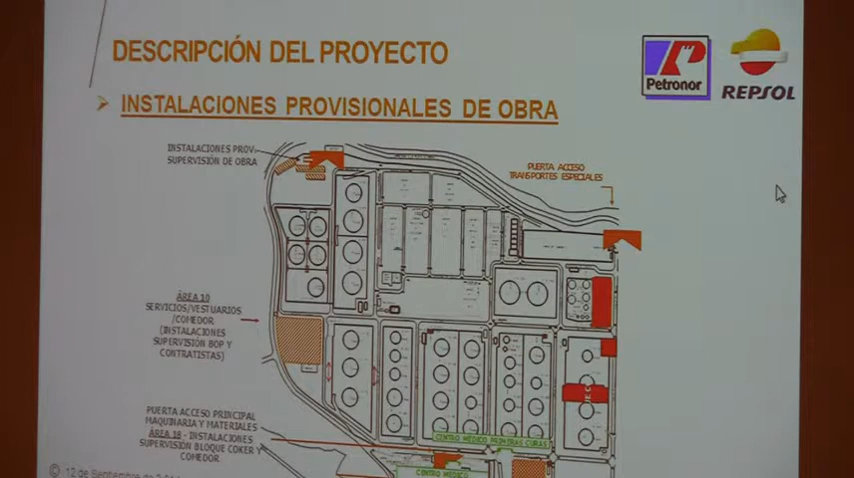 DESCRIPCIÓN DEL PROYECTO
Petronor
REPSOL
INSTALACIONES PROVISIONALES DE OBRA
INSTALACIONES PROV.
SUPERVISIÓN DE OBRA
PUERTA ACCESO
TRANSPORTES ESPECIALES
ÁREA 10
SERVICIOS/VESTUARIOS
/COMEDOR
(INSTALACIONES
SUPERVISIÓN BOP Y
CONTRATISTAS)
PUERTA ACCESO PRINCIPAL
MAQUINARIA Y MATERIALES
ÁREA 18 - INSTALACIONES
SUPERVISIÓN BLOQUE COKER Y
COMEDOR
CENTRO MÉDICO PRIMERAS CURAS
CENTRO MÉDICO
© 12 de Septiembre de